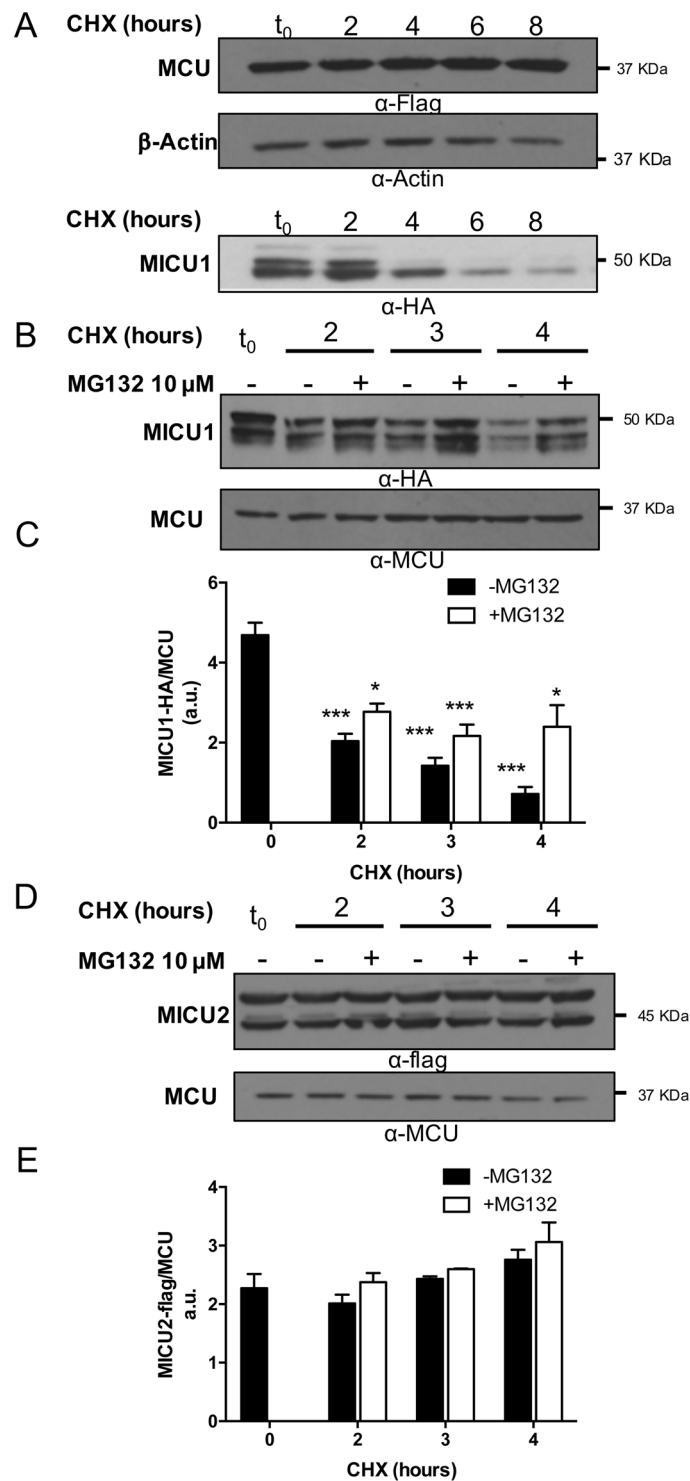 A
CHX (hours) t0 2 4 6 8
MCU 37 KDa
α-Flag
β-Actin 37 KDa
α-Actin
CHX (hours) t0 2 4 6 8
MICU1 50 KDa
α-HA
B
CHX (hours) t0 2 3 4
MG132 10 µM - - + - + - +
MICU1 50 KDa
α-HA
MCU 37 KDa
α-MCU
C
6
4
2
0
MICU1-HA/MCU
(a.u.)
-MG132
+MG132
*** * *** *** *** *
0 2 3 4
CHX (hours)
D
CHX (hours) t0 2 3 4
MG132 10 µM - - + - + - +
MICU2 45 KDa
α-flag
MCU 37 KDa
α-MCU
E
4
3
2
1
0
MICU2-flag/MCU
a.u.
-MG132
+MG132
0 2 3 4
CHX (hours)